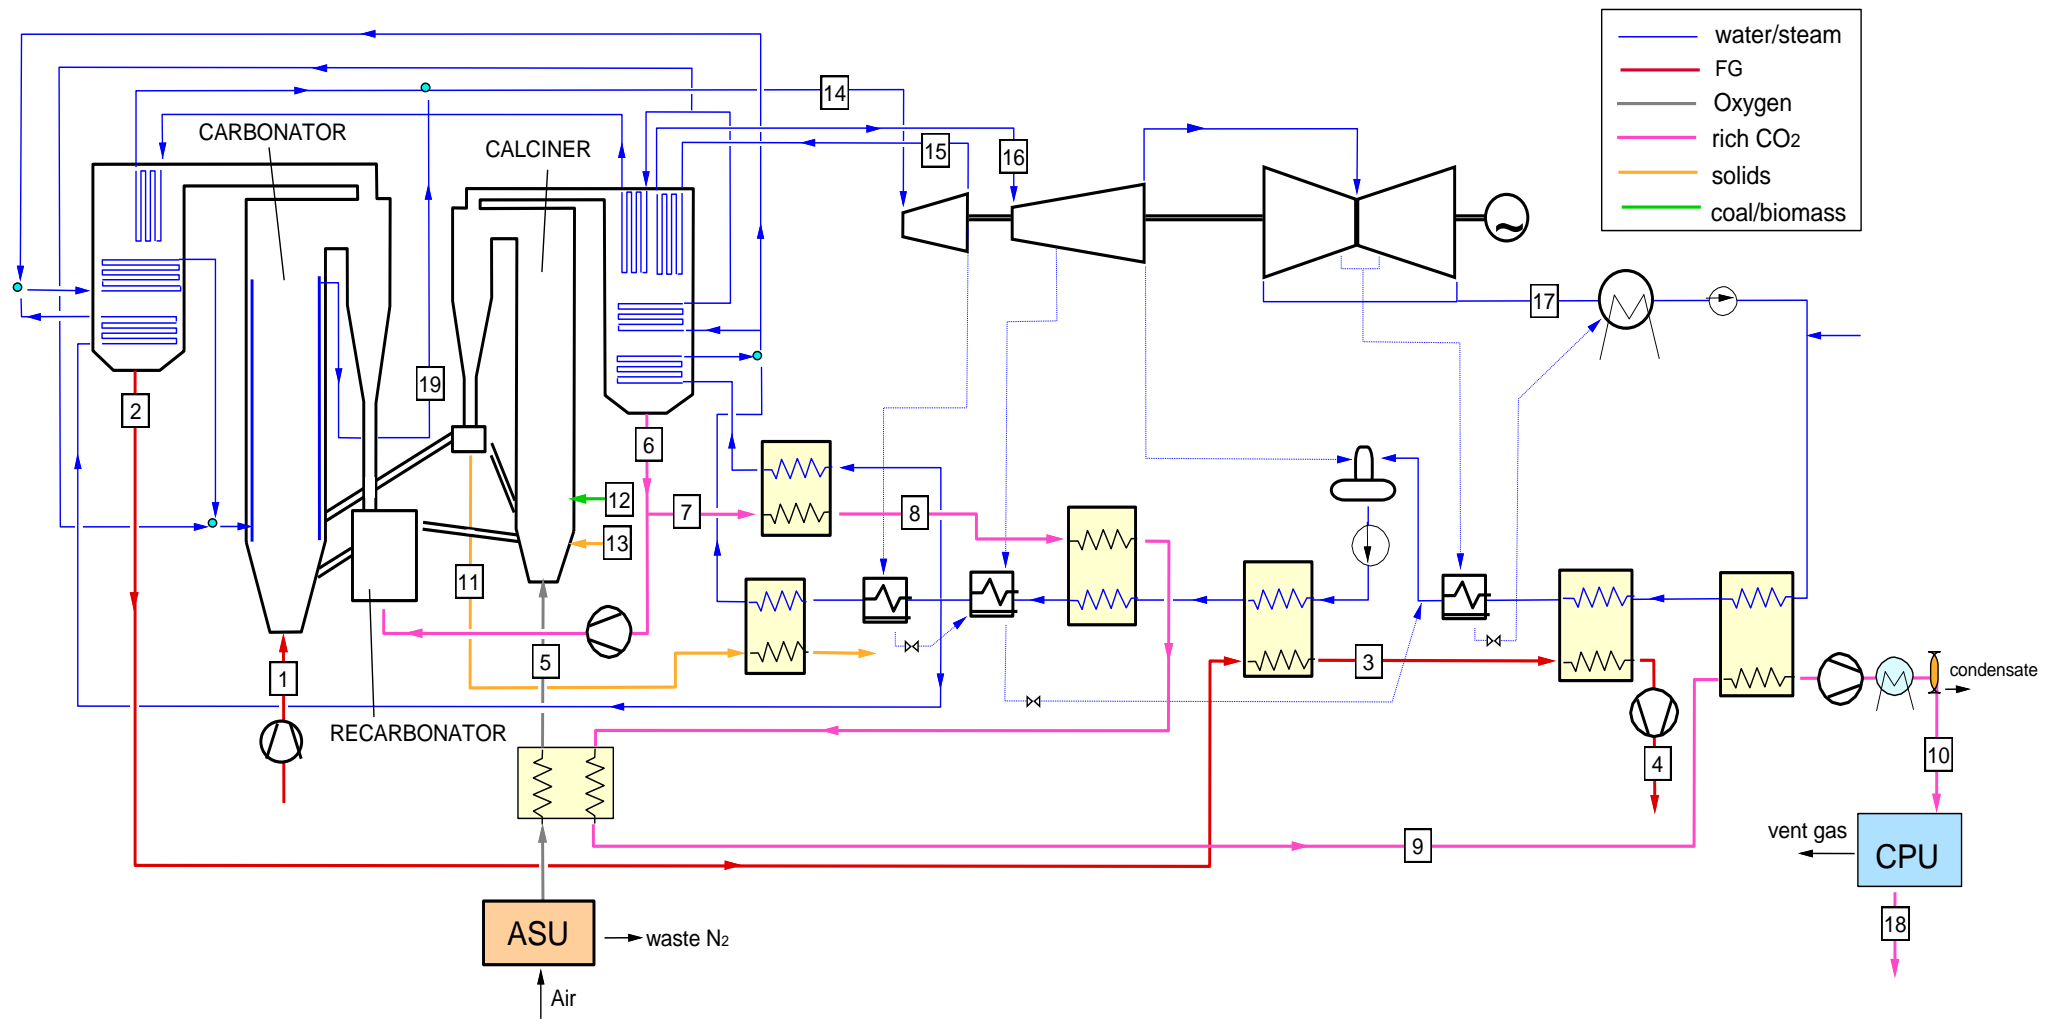 water/steam
FG
Oxygen
rich CO2
solids
coal/biomass
14
CARBONATOR
CALCINER
15
16
17
19
2
6
12
7
8
13
11
5
3
1
RECARBONATOR
condensate
10
4
9
vent gas
CPU
ASU
waste N2
18
Air
~